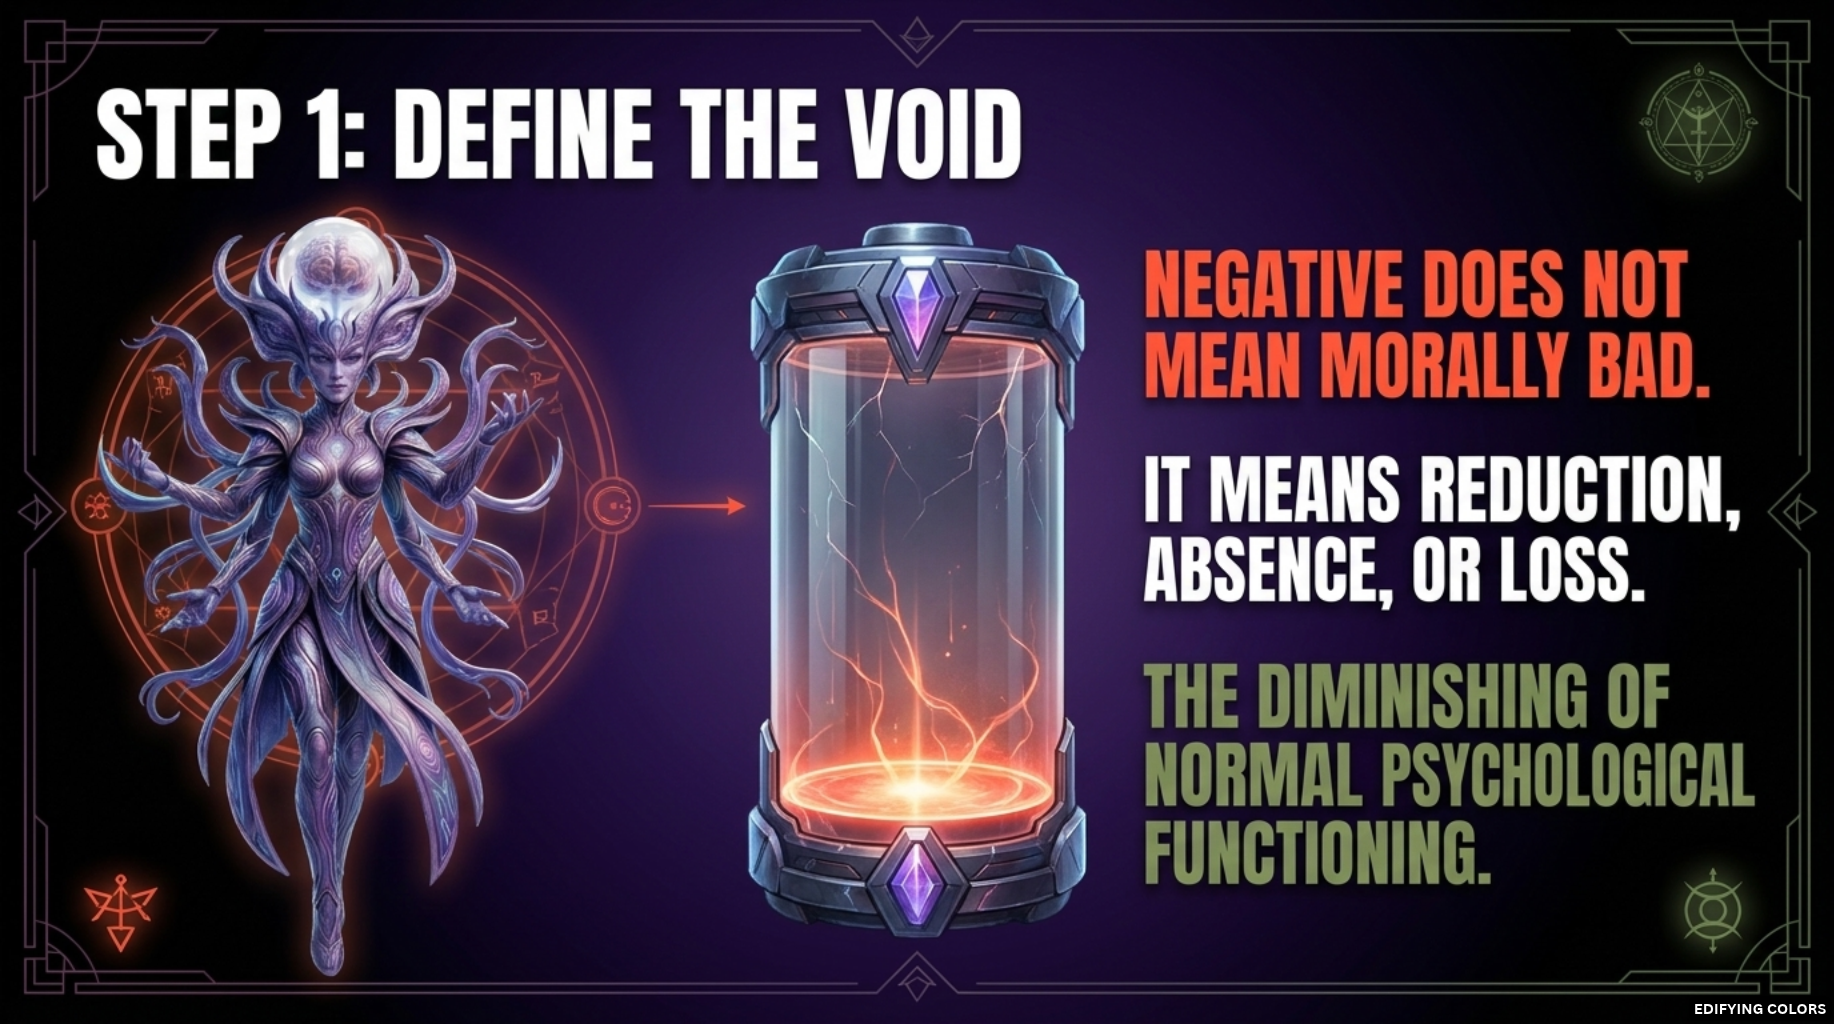 STEP 1: DEFINE THE VOID
NEGATIVE DOES NOT
MEAN MORALLY BAD.
IT MEANS REDUCTION,
ABSENCE, OR LOSS.
THE DIMINISHING OF
NORMAL PSYCHOLOGICAL
FUNCTIONING.
EDIFYING COLORS